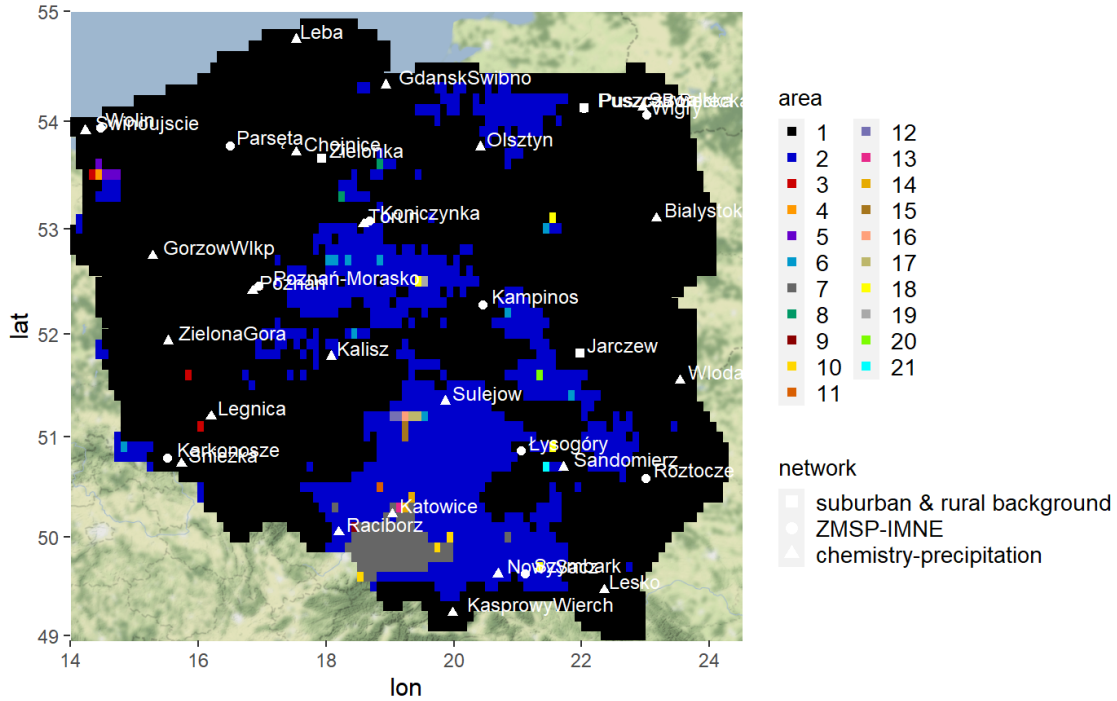 55
54
53
52
51
50
49
lat
14
16
18
20
22
24
lon
Leba
GdanskSwibno
Wolin
Swinoujscie
Parsęta
Chojnice
Zielonka
Olsztyn
Wigry
Koniczynka
Torun
Bialystok
GorzowWlkp
Poznań-Morasko
Poznan
Kampinos
ZielonaGora
Kalisz
Jarczew
Wloda
Sulejow
Legnica
Karkonosze
Sniezka
Łysogóry
Sandomierz
Roztocze
Katowice
Raciborz
NowySacz
Szymbark
Lesko
KasprowyWierch
area
1
2
3
4
5
6
7
8
9
10
11
12
13
14
15
16
17
18
19
20
21
network
suburban & rural background
ZMSP-IMNE
chemistry-precipitation